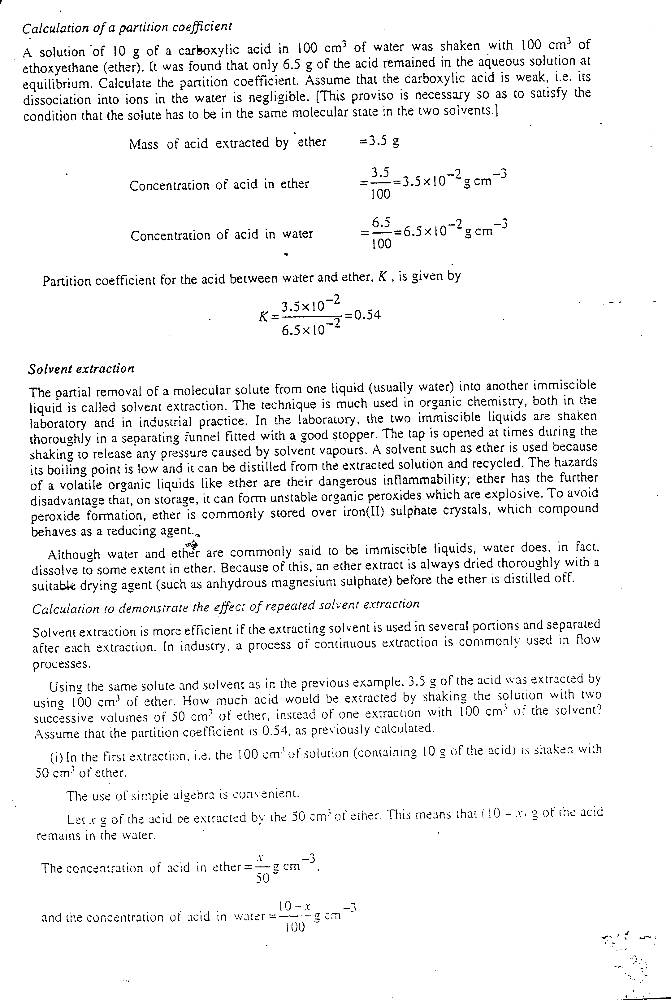 Calculation of a partition coefficient
A solution of 10 g of a carboxylic acid in 100 cm³ of water was shaken with 100 cm³ of
ethoxyethane (ether). It was found that only 6.5 g of the acid remained in the aqueous solution at
equilibrium. Calculate the partition coefficient. Assume that the carboxylic acid is weak, i.e. its
dissociation into ions in the water is negligible. [This proviso is necessary so as to satisfy the
condition that the solute has to be in the same molecular state in the two solvents.]
Mass of acid extracted by ether =3.5 g
Concentration of acid in ether = 3.5/100 = 3.5×10⁻² g cm⁻³
Concentration of acid in water = 6.5/100 = 6.5×10⁻² g cm⁻³
Partition coefficient for the acid between water and ether, K , is given by
K = 3.5×10⁻²/6.5×10⁻² = 0.54
Solvent extraction
The partial removal of a molecular solute from one liquid (usually water) into another immiscible
liquid is called solvent extraction. The technique is much used in organic chemistry, both in the
laboratory and in industrial practice. In the laboratory, the two immiscible liquids are shaken
thoroughly in a separating funnel fitted with a good stopper. The tap is opened at times during the
shaking to release any pressure caused by solvent vapours. A solvent such as ether is used because
its boiling point is low and it can be distilled from the extracted solution and recycled. The hazards
of a volatile organic liquids like ether are their dangerous inflammability; ether has the further
disadvantage that, on storage, it can form unstable organic peroxides which are explosive. To avoid
peroxide formation, ether is commonly stored over iron(II) sulphate crystals, which compound
behaves as a reducing agent.
Although water and ether are commonly said to be immiscible liquids, water does, in fact,
dissolve to some extent in ether. Because of this, an ether extract is always dried thoroughly with a
suitable drying agent (such as anhydrous magnesium sulphate) before the ether is distilled off.
Calculation to demonstrate the effect of repeated solvent extraction
Solvent extraction is more efficient if the extracting solvent is used in several portions and separated
after each extraction. In industry, a process of continuous extraction is commonly used in flow
processes.
Using the same solute and solvent as in the previous example, 3.5 g of the acid was extracted by
using 100 cm³ of ether. How much acid would be extracted by shaking the solution with two
successive volumes of 50 cm³ of ether, instead of one extraction with 100 cm³ of the solvent?
Assume that the partition coefficient is 0.54, as previously calculated.
(i) In the first extraction, i.e. the 100 cm³ of solution (containing 10 g of the acid) is shaken with
50 cm³ of ether.
The use of simple algebra is convenient.
Let x g of the acid be extracted by the 50 cm³ of ether. This means that (10 − x) g of the acid
remains in the water.
The concentration of acid in ether = x/50 g cm⁻³,
and the concentration of acid in water = 10−x/100 g cm⁻³